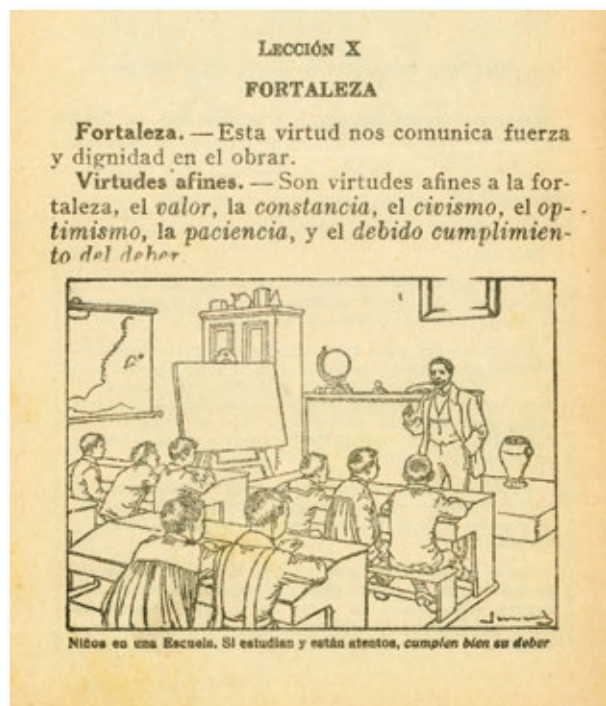 LECCIÓN X
FORTALEZA
Fortaleza. — Esta virtud nos comunica fuerza
y dignidad en el obrar.
Virtudes afines. — Son virtudes afines a la for-
taleza, el valor, la constancia, el civismo, el op-
timismo, la paciencia, y el debido cumplimien-
to del deber
Niños en una Escuela. Si estudian y están atentos, cumplen bien su deber